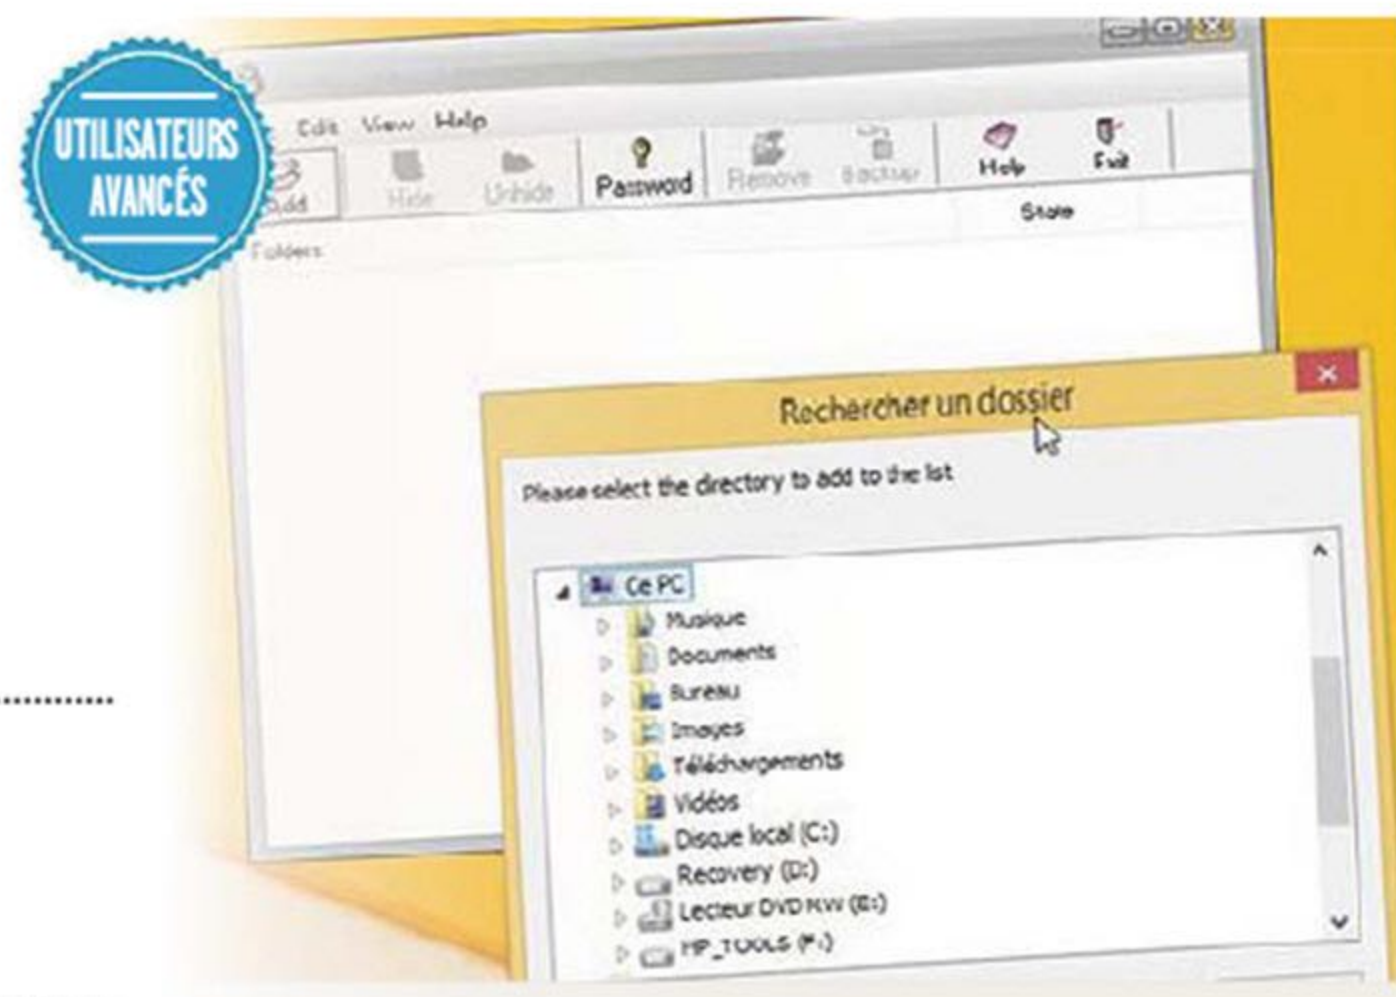 UTILISATEURS
AVANCÉS
Edit View Help
Add Hide Unhide Password Remove Backup Help Exit
Folders State
Rechercher un dossier
Please select the directory to add to the list
Ce PC
Musique
Documents
Bureau
Images
Téléchargements
Vidéos
Disque local (C:)
Recovery (D:)
Lecteur DVD RW (E:)
HP_TOOLS (F:)